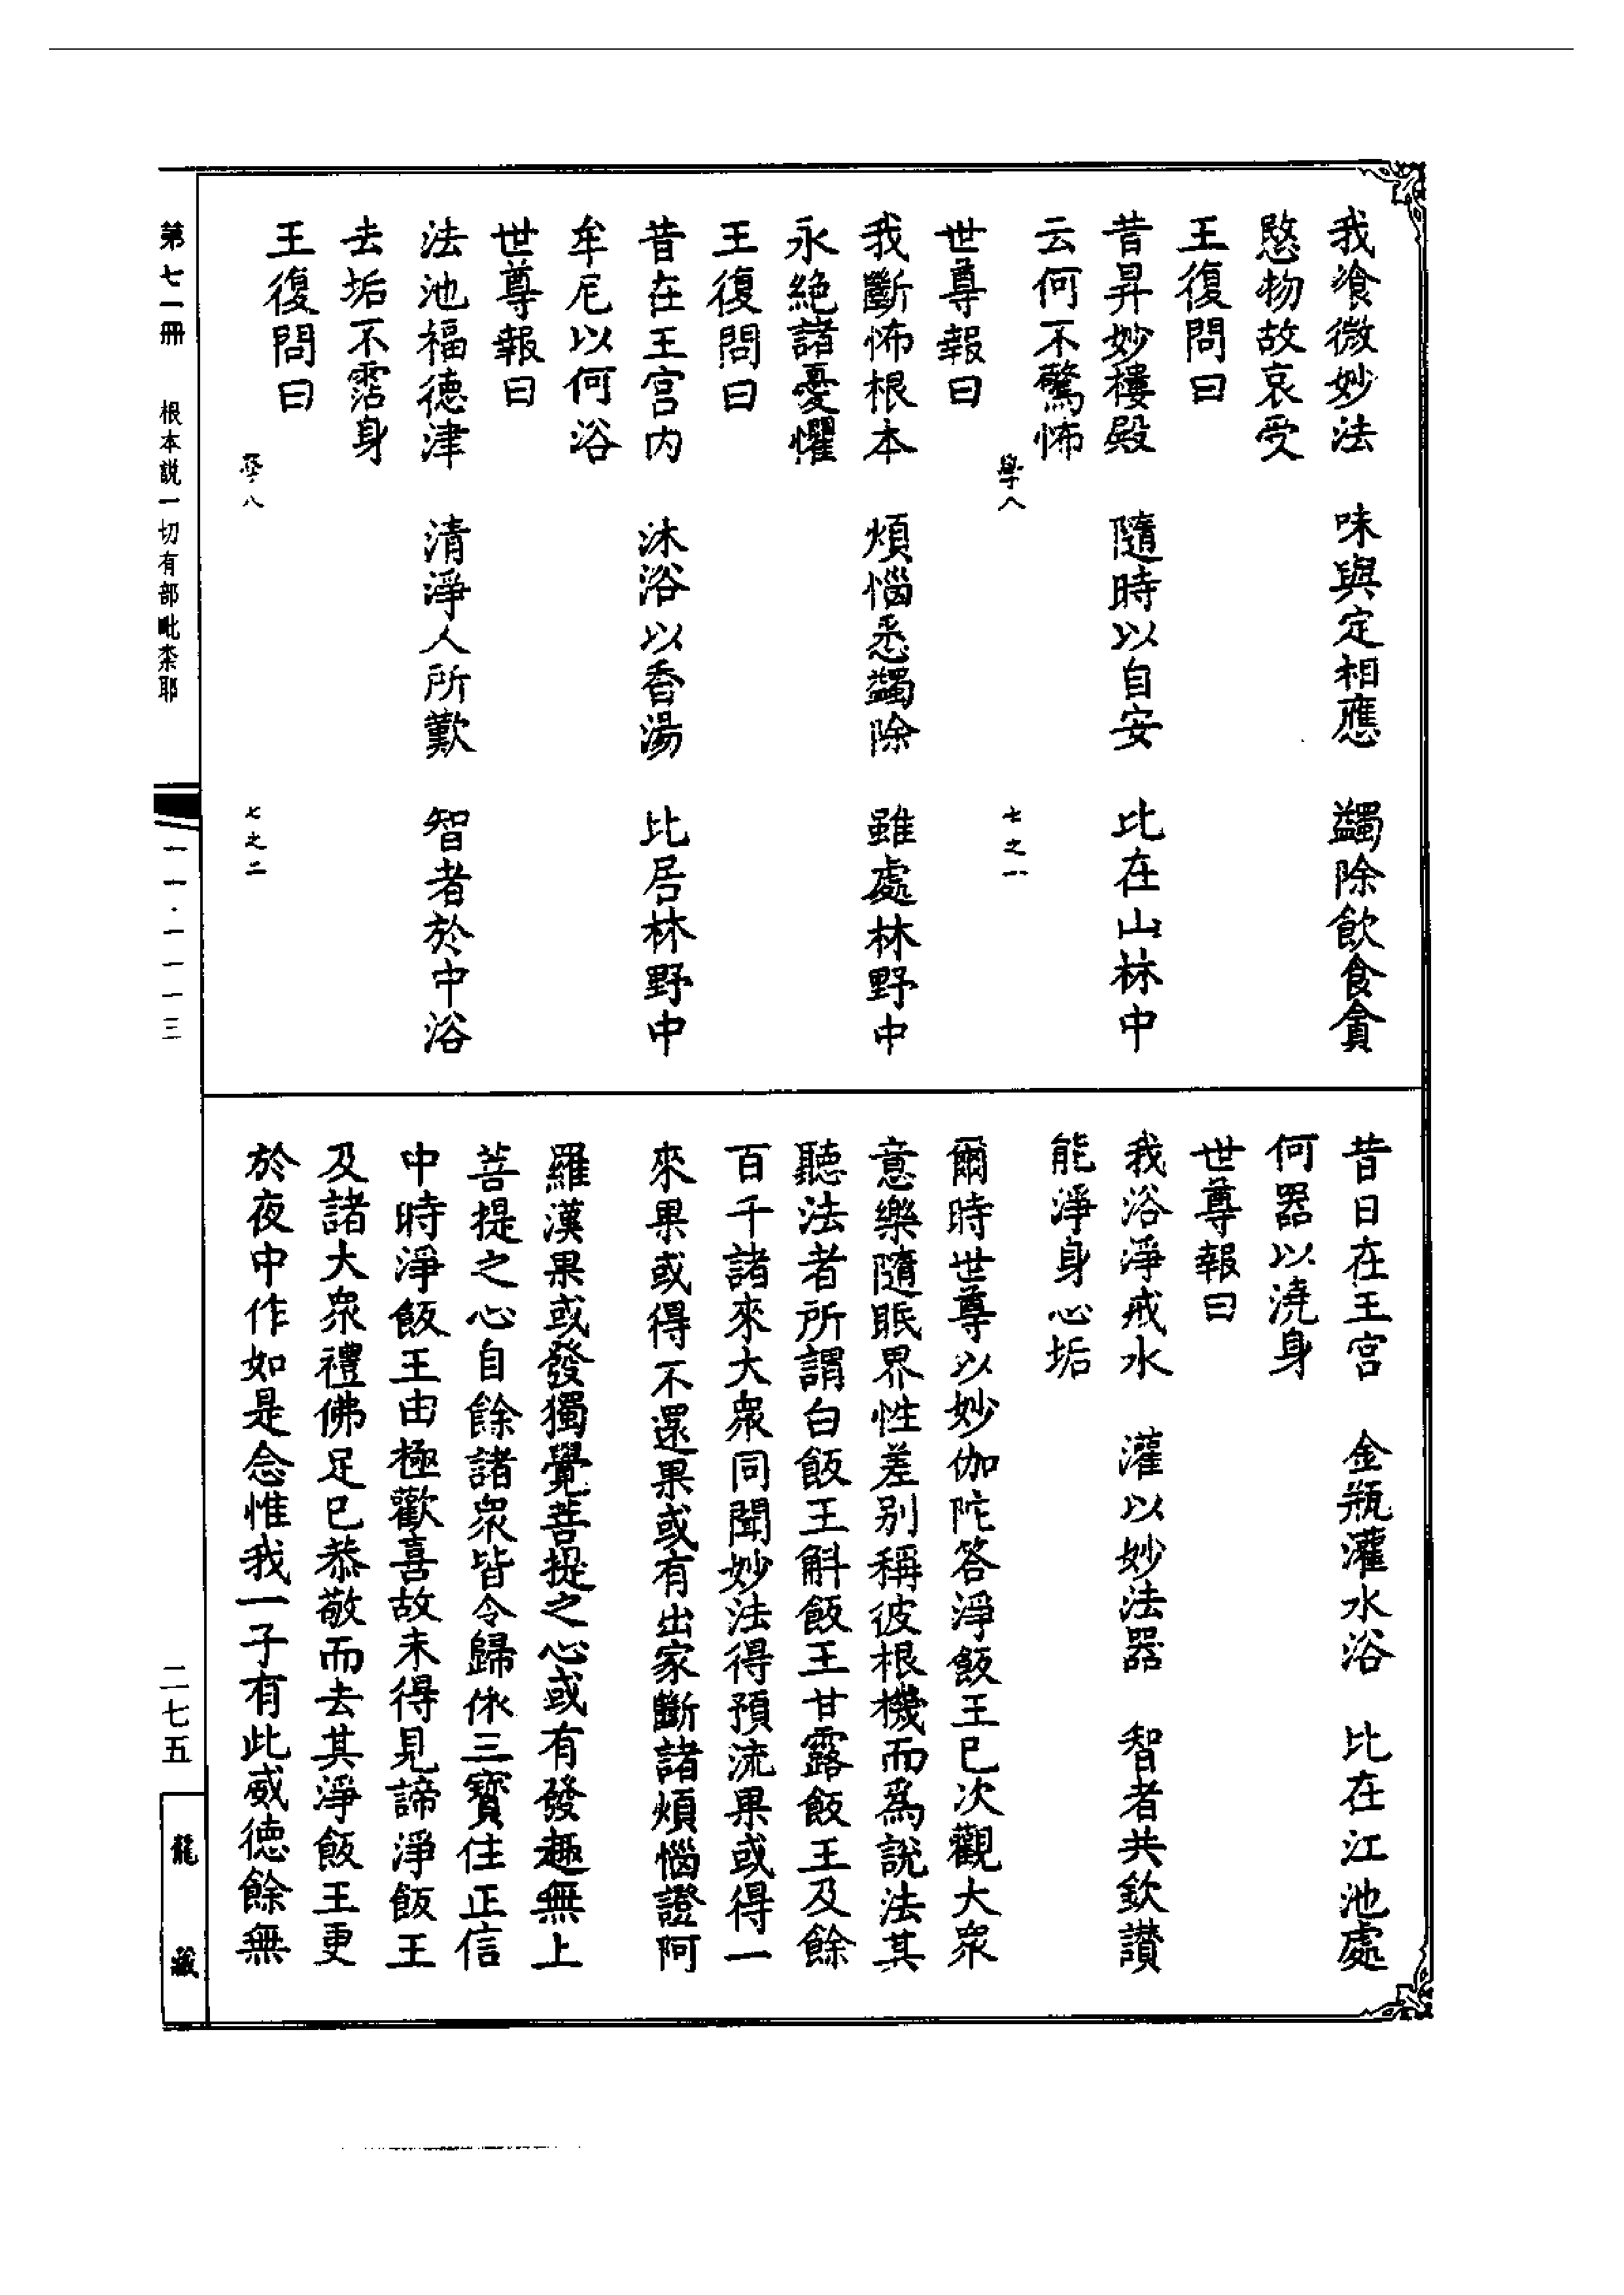 我飡微妙法　味與定相應　蠲除飲食貪
愍物故哀受
王復問曰
昔昇妙樓殿　隨時以自安　比在山林中
云何不驚怖
學八　七之一
世尊報曰
我斷怖根本　煩惱悉蠲除　雖處林野中
永絕諸憂懼
王復問曰
昔在王宮内　沐浴以香湯　比居林野中
牟尼以何浴
世尊報曰
法池福德津　清淨人所歎　智者於中浴
去垢不霑身
王復問曰
學八　七之二
昔日在王宮　金瓶灌水浴　比在江池處
何器以澆身
世尊報曰
我浴淨戒水　灌以妙法器　智者共欽讃
能淨身心垢
爾時世尊以妙伽陀答淨飯王已次觀大衆
意樂隨眠界性差别稱彼根機而為說法其
聽法者所謂白飯王斛飯王甘露飯王及餘
百千諸來大衆同聞妙法得預流果或得一
來果或得不還果或有出家斷諸煩惱證阿
羅漢果或發獨覺菩提之心或有發趣無上
菩提之心自餘諸衆皆令歸依三寶住正信
中時淨飯王由極歡喜故未得見諦淨飯王
及諸大衆禮佛足已恭敬而去其淨飯王更
於夜中作如是念惟我一子有此威德餘無
第七一冊　根本説一切有部毗柰耶　一一·一一一三　二七五
龍藏